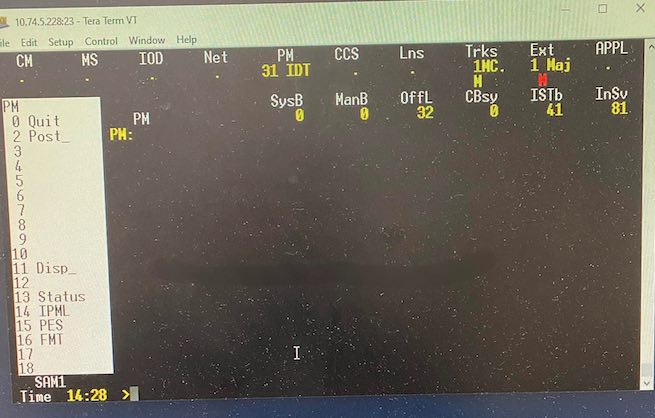 10.74.5.228:23 - Tera Term VT
File Edit Setup Control Window Help
CM MS IOD Net PM CCS Lns Trks Ext APPL
. . . . 31 IDT . . 1MC. 1 Maj .
M M
PM SysB ManB OffL CBsy ISTb InSv
0 Quit PM 0 0 32 0 41 81
2 Post_ PM:
3
4
5
6
7
8
9
10
11 Disp_
12
13 Status
14 IPML
15 PES
16 FMT
17
18
SAM1
Time 14:28 >